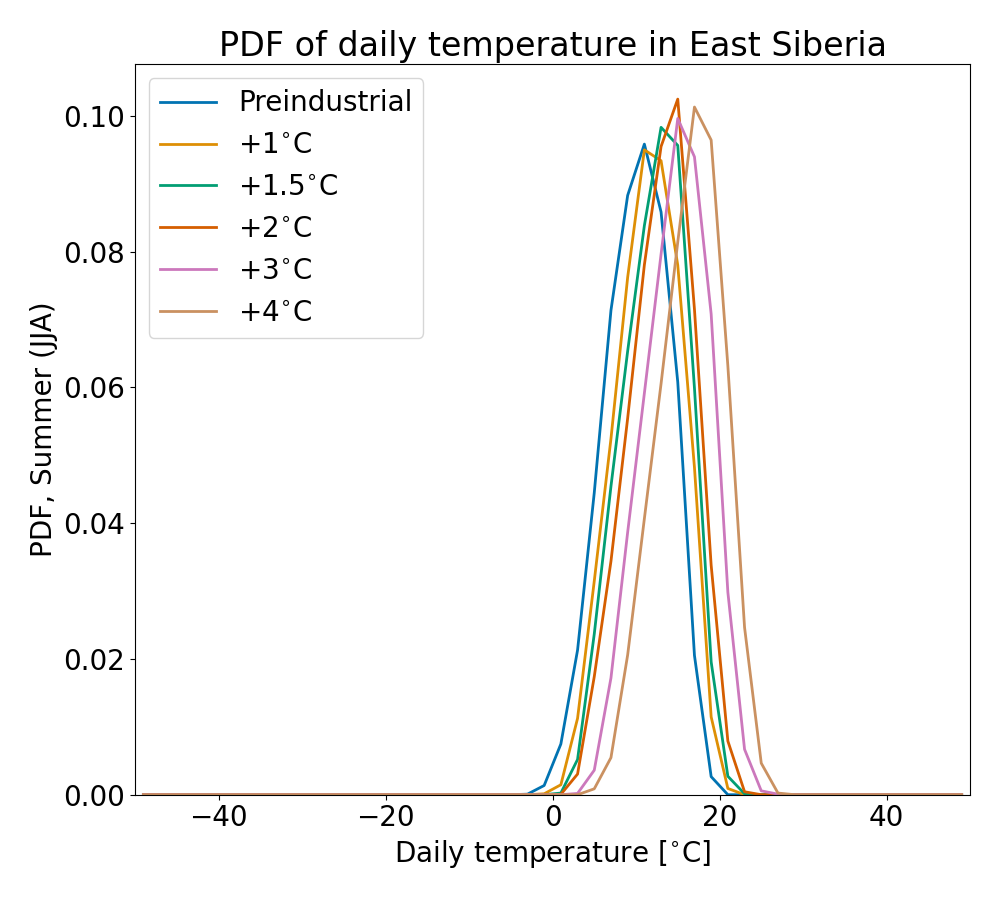 PDF of daily temperature in East Siberia
Preindustrial
+1°C
+1.5°C
+2°C
+3°C
+4°C
PDF, Summer (JJA)
0.10
0.08
0.06
0.04
0.02
0.00
−40
−20
0
20
40
Daily temperature [°C]